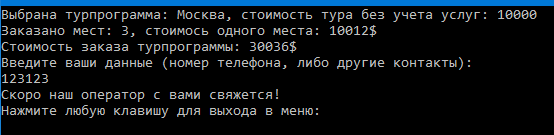 Выбрана турпрограмма: Москва, стоимость тура без учета услуг: 10000
Заказано мест: 3, стоимось одного места: 10012$
Стоимость заказа турпрограммы: 30036$
Введите ваши данные (номер телефона, либо другие контакты):
123123
Скоро наш оператор с вами свяжется!
Нажмите любую клавишу для выхода в меню: